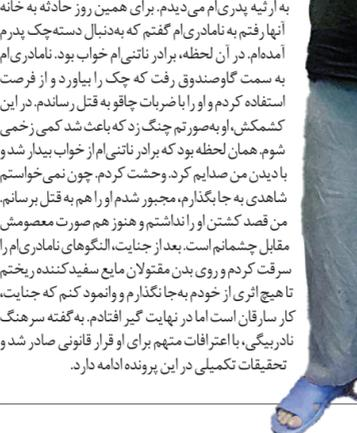 به ارثیه پدری‌ام می‌دیدم. برای همین روز حادثه به خانه
آنها رفتم به نامادری‌ام گفتم که به‌دنبال دسته‌چک پدرم
آمده‌ام. در آن لحظه، برادر ناتنی‌ام خواب بود. نامادری‌ام
به سمت گاوصندوق رفت که چک را بیاورد و از فرصت
استفاده کردم و او را با ضربات چاقو به قتل رساندم. در این
کشمکش، او به‌صورتم چنگ زد که باعث شد کمی زخمی
شوم. همان لحظه بود که برادر ناتنی‌ام از خواب بیدار شد و
با دیدن من صدایم کرد. وحشت کردم. چون نمی‌خواستم
شاهدی به جا بگذارم، مجبور شدم او را هم به قتل برسانم.
من قصد کشتن او را نداشتم و هنوز هم صورت معصومش
مقابل چشمانم است. بعد از جنایت، النگوهای نامادری‌ام را
سرقت کردم و روی بدن مقتولان مایع سفیدکننده ریختم
تا هیچ اثری از خودم به‌جا نگذارم و وانمود کنم که جنایت،
کار سارقان است اما در نهایت گیر افتادم. به گفته سرهنگ
نادربیگی، با اعترافات متهم برای او قرار قانونی صادر شد و
تحقیقات تکمیلی در این پرونده ادامه دارد.